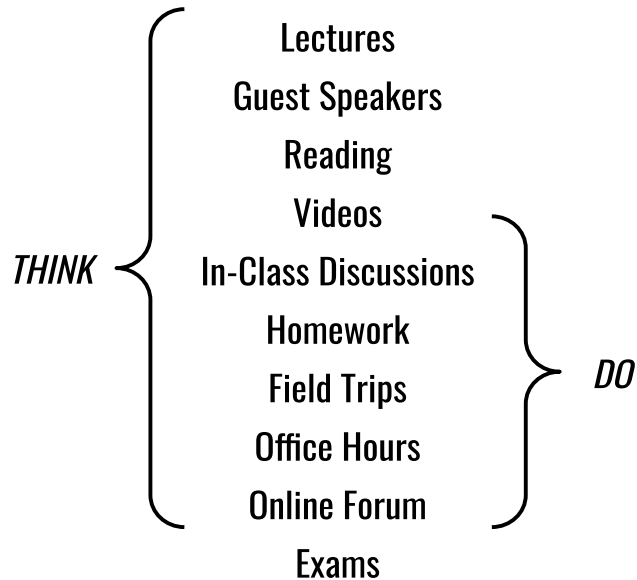 Lectures
Guest Speakers
Reading
Videos
THINK
In-Class Discussions
Homework
Field Trips
DO
Office Hours
Online Forum
Exams